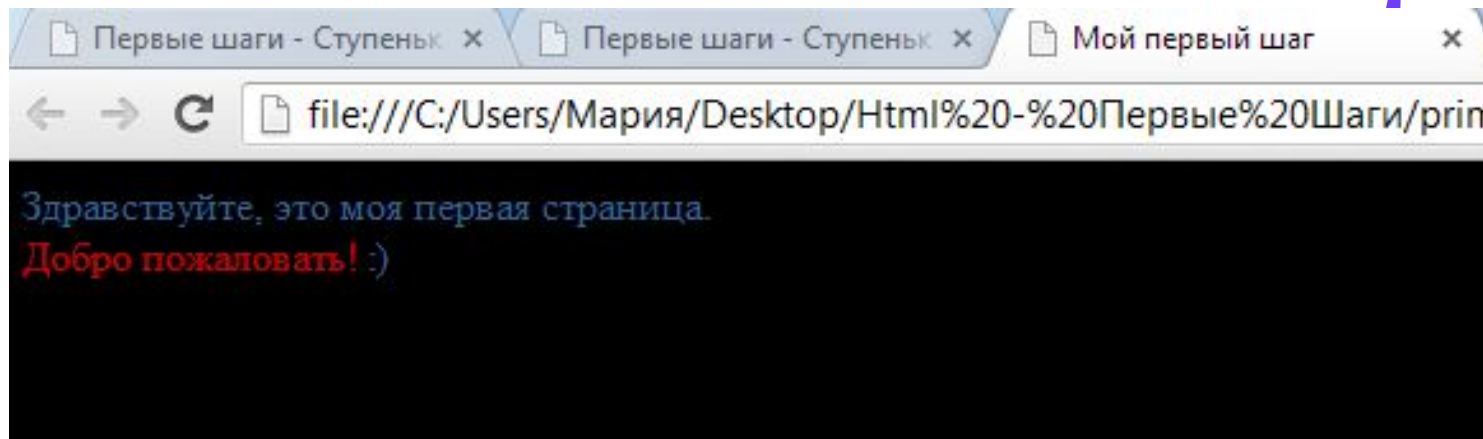 Первые шаги - Ступеньк
Первые шаги - Ступеньк
Мой первый шаг
file:///C:/Users/Мария/Desktop/Html%20-%20Первые%20Шаги/prim
Здравствуйте, это моя первая страница.
Добро пожаловать! :)